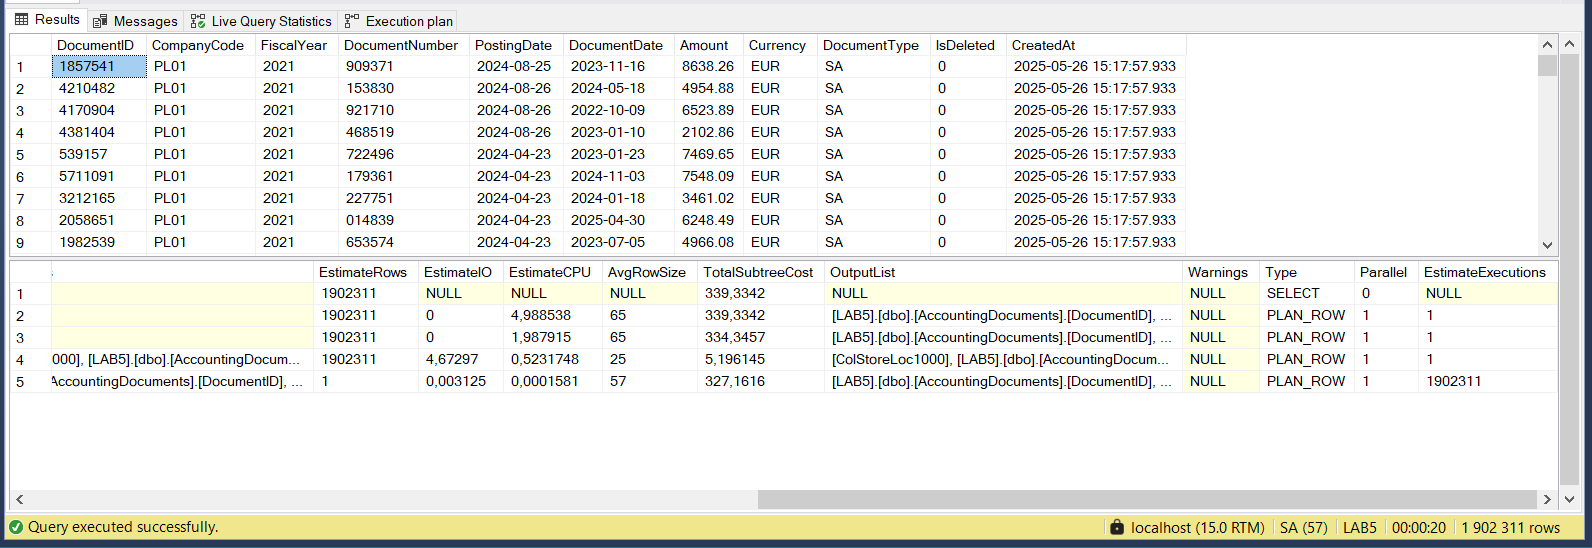 Results Messages Live Query Statistics Execution plan
DocumentID CompanyCode FiscalYear DocumentNumber PostingDate DocumentDate Amount Currency DocumentType IsDeleted CreatedAt
1 1857541 PL01 2021 909371 2024-08-25 2023-11-16 8638.26 EUR SA 0 2025-05-26 15:17:57.933
2 4210482 PL01 2021 153830 2024-08-26 2024-05-18 4954.88 EUR SA 0 2025-05-26 15:17:57.933
3 4170904 PL01 2021 921710 2024-08-26 2022-10-09 6523.89 EUR SA 0 2025-05-26 15:17:57.933
4 4381404 PL01 2021 468519 2024-08-26 2023-01-10 2102.86 EUR SA 0 2025-05-26 15:17:57.933
5 539157 PL01 2021 722496 2024-04-23 2023-01-23 7469.65 EUR SA 0 2025-05-26 15:17:57.933
6 5711091 PL01 2021 179361 2024-04-23 2024-11-03 7548.09 EUR SA 0 2025-05-26 15:17:57.933
7 3212165 PL01 2021 227751 2024-04-23 2024-01-18 3461.02 EUR SA 0 2025-05-26 15:17:57.933
8 2058651 PL01 2021 014839 2024-04-23 2025-04-30 6248.49 EUR SA 0 2025-05-26 15:17:57.933
9 1982539 PL01 2021 653574 2024-04-23 2023-07-05 4966.08 EUR SA 0 2025-05-26 15:17:57.933
EstimateRows EstimateIO EstimateCPU AvgRowSize TotalSubtreeCost OutputList Warnings Type Parallel EstimateExecutions
1 1902311 NULL NULL NULL 339,3342 NULL NULL SELECT 0 NULL
2 1902311 0 4,988538 65 339,3342 [LAB5].[dbo].[AccountingDocuments].[DocumentID], ... NULL PLAN_ROW 1 1
3 1902311 0 1,987915 65 334,3457 [LAB5].[dbo].[AccountingDocuments].[DocumentID], ... NULL PLAN_ROW 1 1
4 000], [LAB5].[dbo].[AccountingDocum... 1902311 4,67297 0,5231748 25 5,196145 [ColStoreLoc1000], [LAB5].[dbo].[AccountingDocum... NULL PLAN_ROW 1 1
5 AccountingDocuments].[DocumentID], ... 1 0,003125 0,0001581 57 327,1616 [LAB5].[dbo].[AccountingDocuments].[DocumentID], ... NULL PLAN_ROW 1 1902311
Query executed successfully. localhost (15.0 RTM) SA (57) LAB5 00:00:20 1 902 311 rows